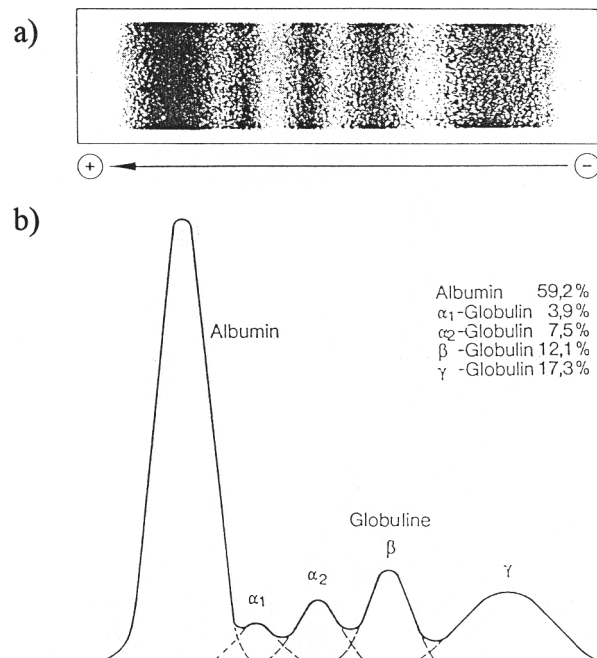 a)
+ −
b)
Albumin 59,2%
α₁-Globulin 3,9%
α₂-Globulin 7,5%
β -Globulin 12,1%
γ -Globulin 17,3%
Albumin
Globuline
β
γ
α₂
α₁